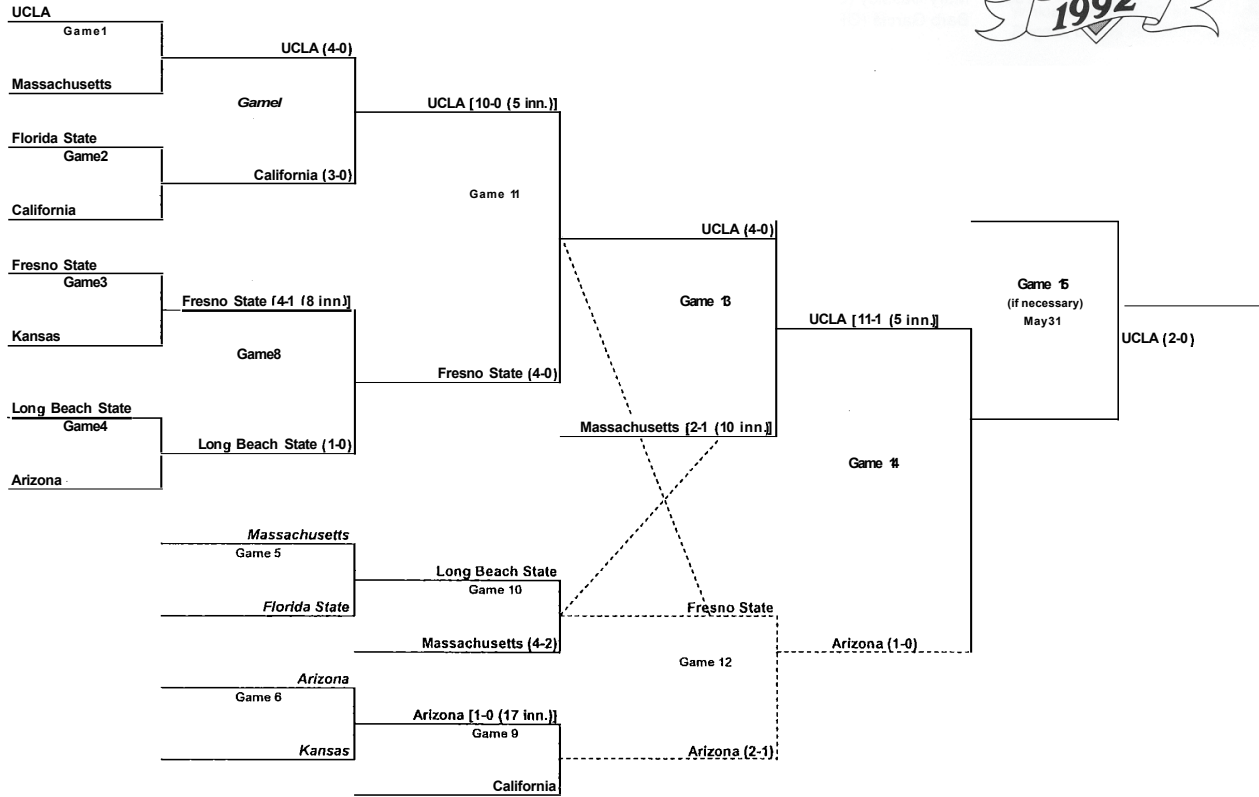 1992
UCLA
Game1
UCLA (4-0)
Massachusetts
Gamel
UCLA [10-0 (5 inn.)]
Florida State
Game2
California (3-0)
California
Game 11
UCLA (4-0)
Fresno State
Game3
Fresno State [4-1 (8 inn.)]
Kansas
Game8
Game 13
Game 15
(if necessary)
May31
UCLA [11-1 (5 inn.)]
UCLA (2-0)
Fresno State (4-0)
Long Beach State
Game4
Long Beach State (1-0)
Massachusetts [2-1 (10 inn.)]
Arizona
Game 14
Massachusetts
Game 5
Long Beach State
Game 10
Florida State
Fresno State
Massachusetts (4-2)
Arizona (1-0)
Game 12
Arizona
Game 6
Arizona [1-0 (17 inn.)]
Game 9
Kansas
Arizona (2-1)
California